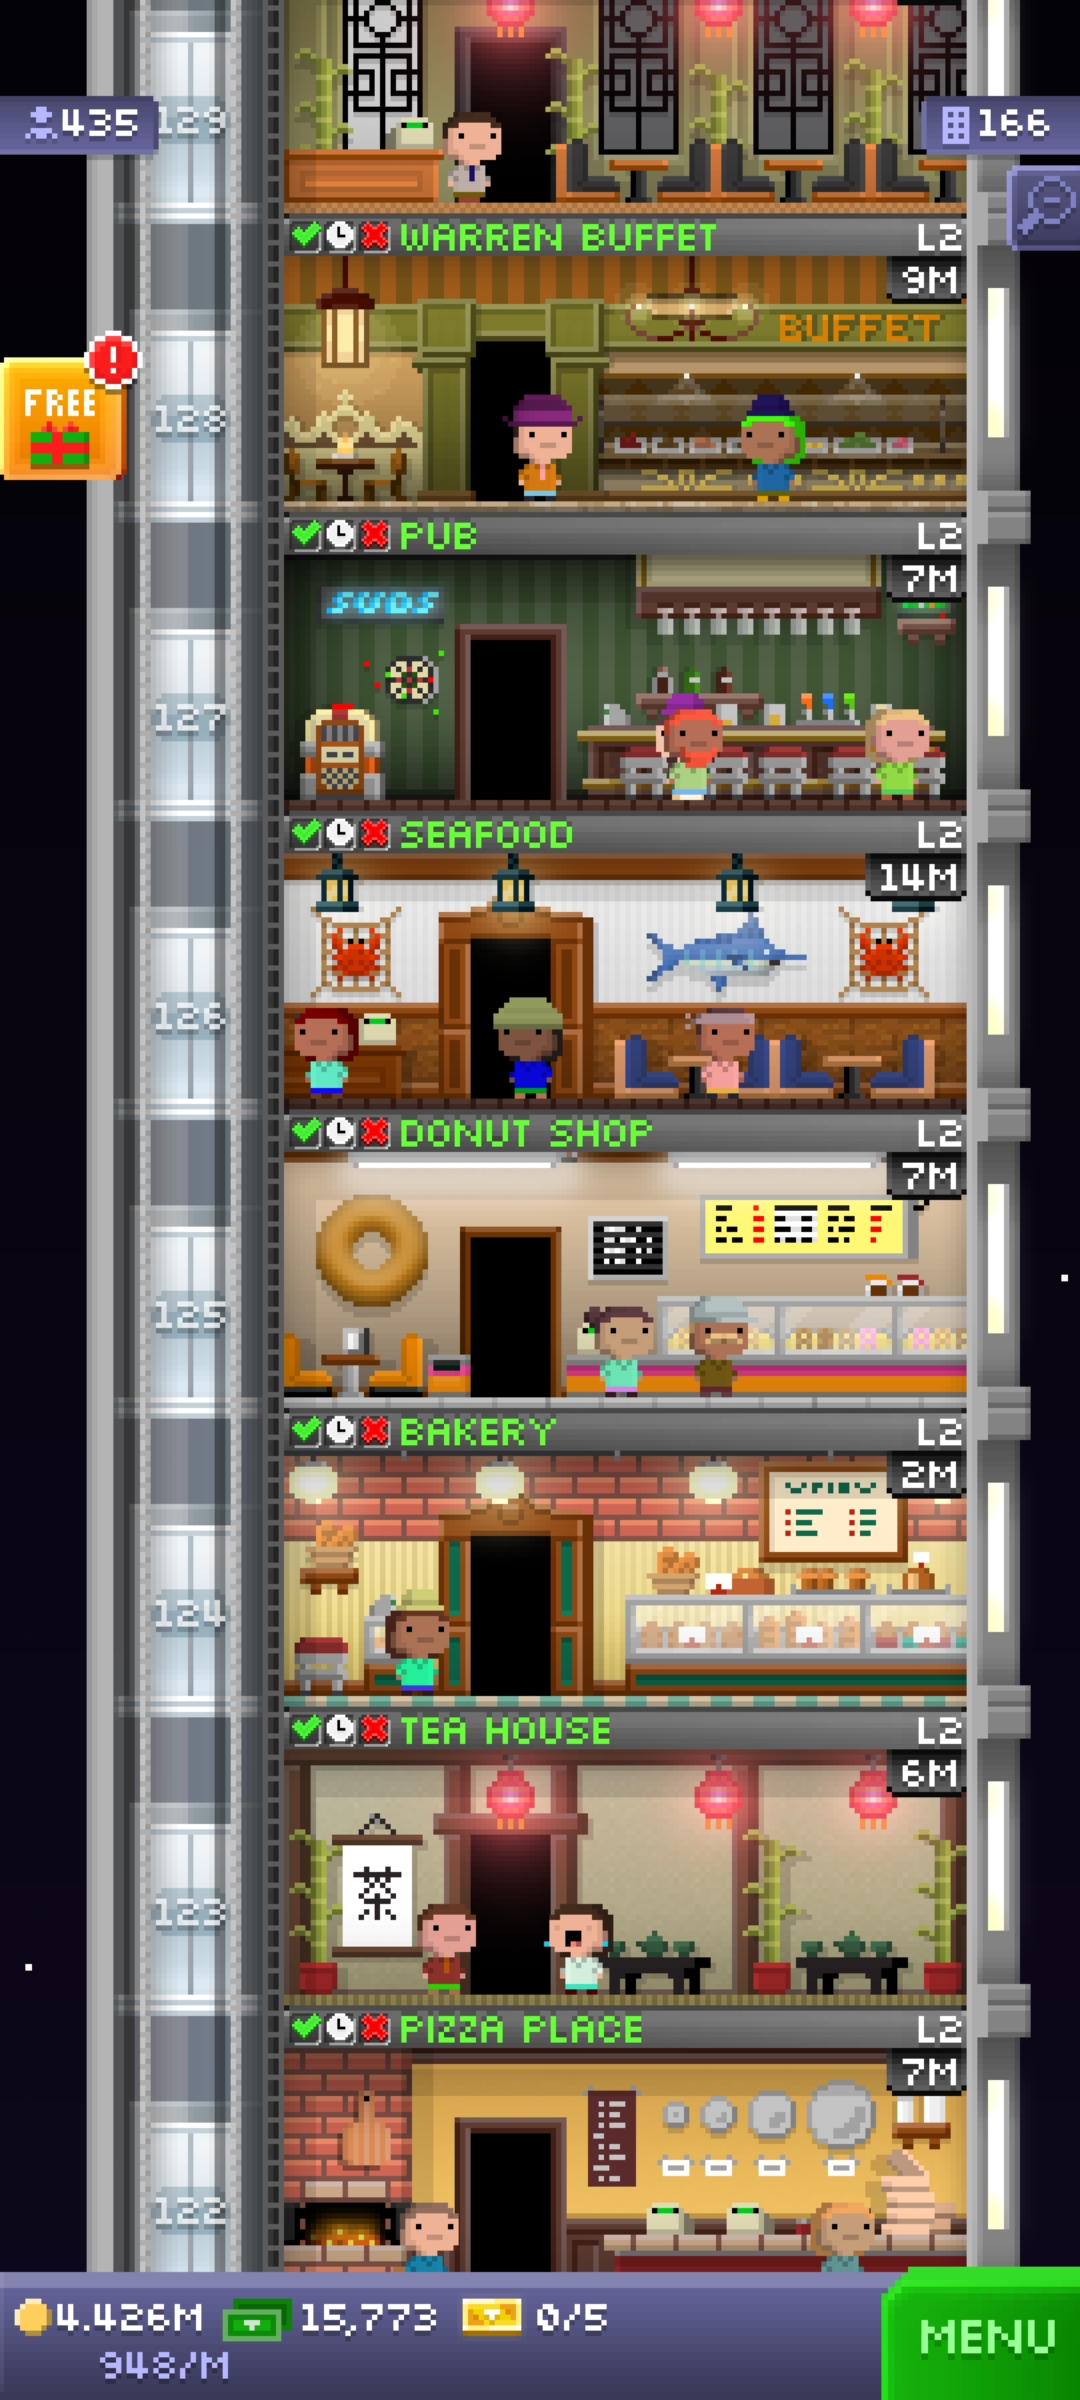 129
435
166
WARREN BUFFET L2
9M
BUFFET
FREE
!
128
PUB L2
7M
SUDS
127
SEAFOOD L2
14M
126
DONUT SHOP L2
7M
125
BAKERY L2
2M
124
TEA HOUSE L2
6M
茶
123
PIZZA PLACE L2
7M
122
4.426M 15,773 0/5
948/M
MENU